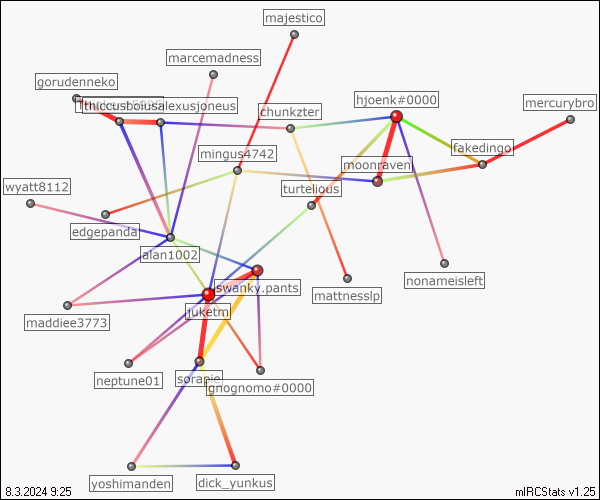 majestico
marcemadness
gorudenneko
thiccusboiusalexusjoneus
hjoenk#0000
mercurybro
chunkzter
fakedingo
mingus4742
moonraven
wyatt8112
turtelious
edgepanda
alan1002
swanky.pants
nonameisleft
mattnesslp
juketm
maddiee3773
neptune01
sorapie
gnognomo#0000
yoshimanden
dick_yunkus
8.3.2024 9:25
mIRCStats v1.25